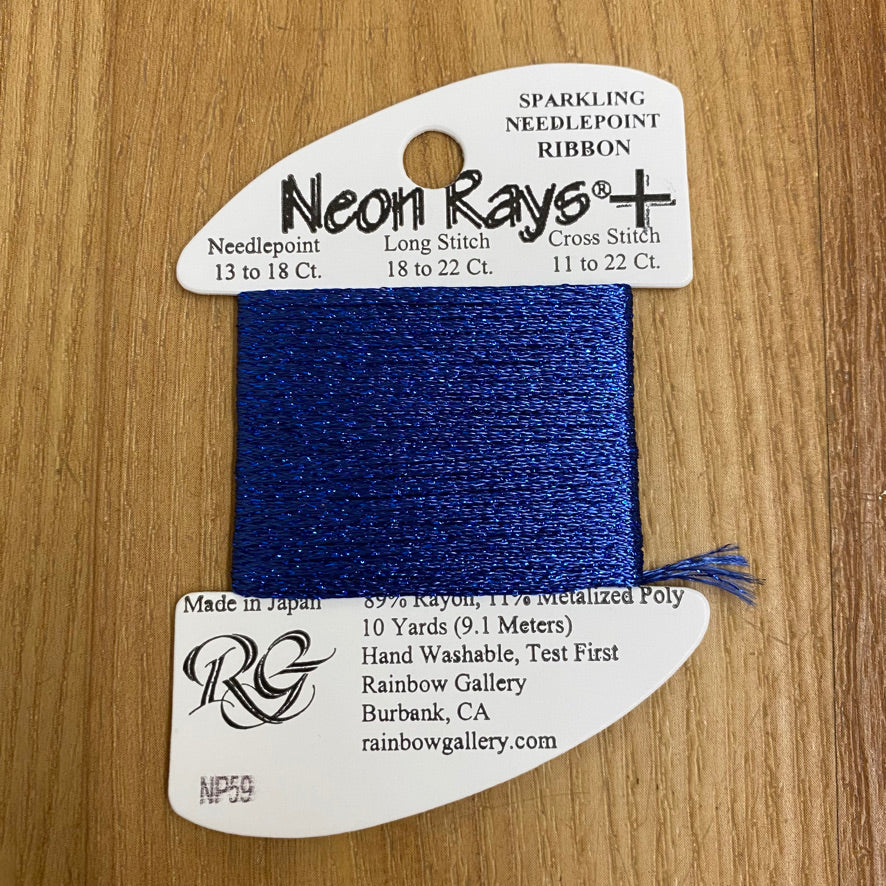 SPARKLING
NEEDLEPOINT
RIBBON
Neon Rays®+
Needlepoint Long Stitch Cross Stitch
13 to 18 Ct. 18 to 22 Ct. 11 to 22 Ct.
Made in Japan 89% Rayon, 11% Metalized Poly
10 Yards (9.1 Meters)
Hand Washable, Test First
RG
Rainbow Gallery
Burbank, CA
rainbowgallery.com
NP59